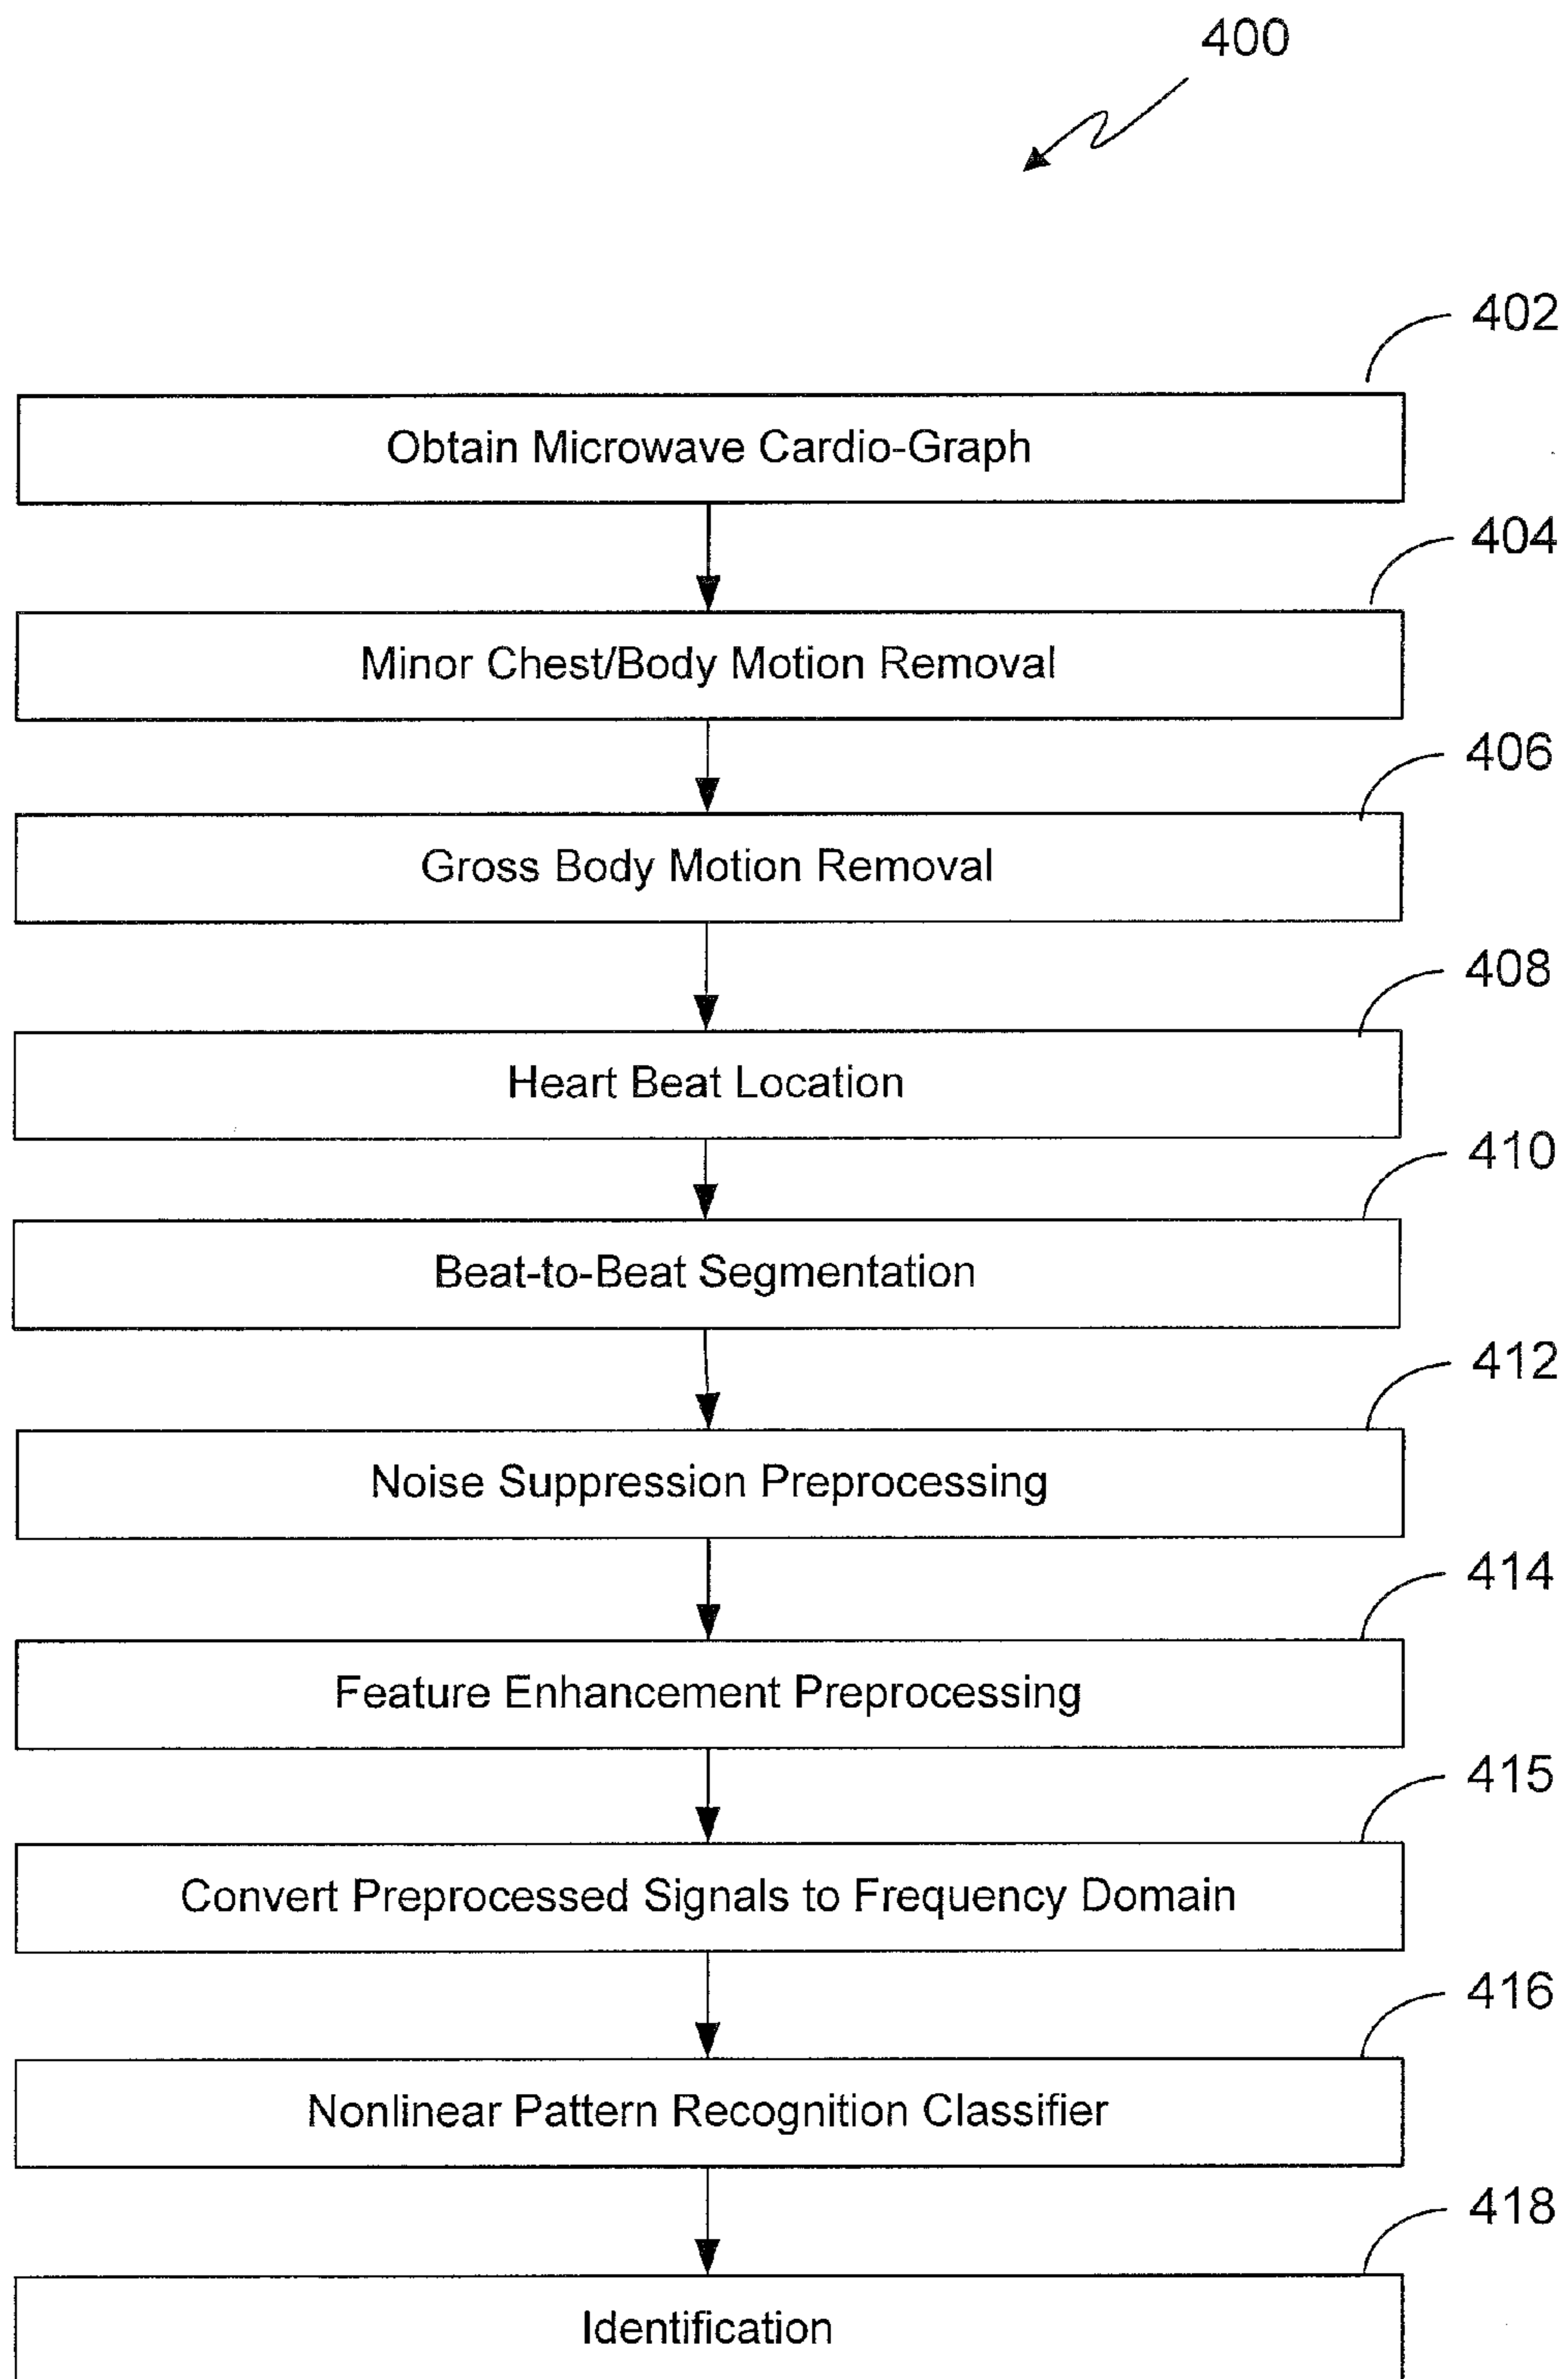 400
402
Obtain Microwave Cardio-Graph
404
Minor Chest/Body Motion Removal
406
Gross Body Motion Removal
408
Heart Beat Location
410
Beat-to-Beat Segmentation
412
Noise Suppression Preprocessing
414
Feature Enhancement Preprocessing
415
Convert Preprocessed Signals to Frequency Domain
416
Nonlinear Pattern Recognition Classifier
418
Identification